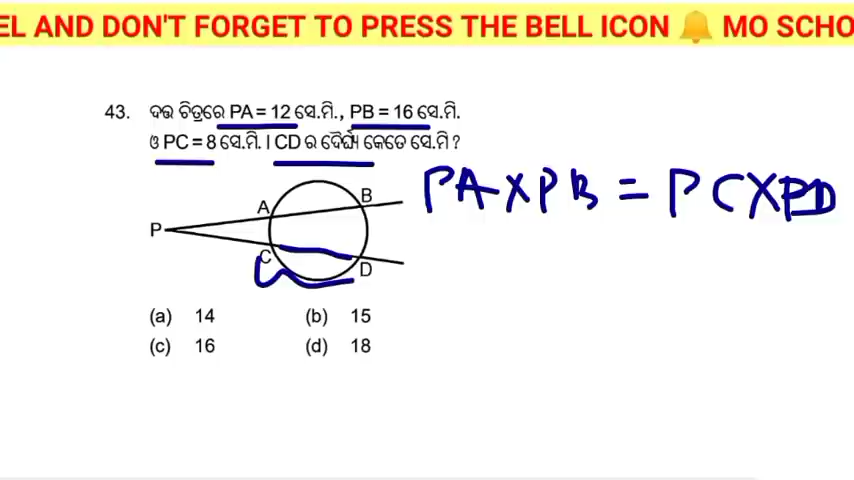 EL AND DON'T FORGET TO PRESS THE BELL ICON 🔔 MO SCHO
43. ଦତ୍ତ ଚିତ୍ରରେ PA = 12 ସେ.ମି., PB = 16 ସେ.ମି.
ଓ PC = 8 ସେ.ମି. । CD ର ଦୈର୍ଘ୍ୟ କେତେ ସେ.ମି ?
PA X PB = PC X PD
A B
P
C D
(a) 14 (b) 15
(c) 16 (d) 18